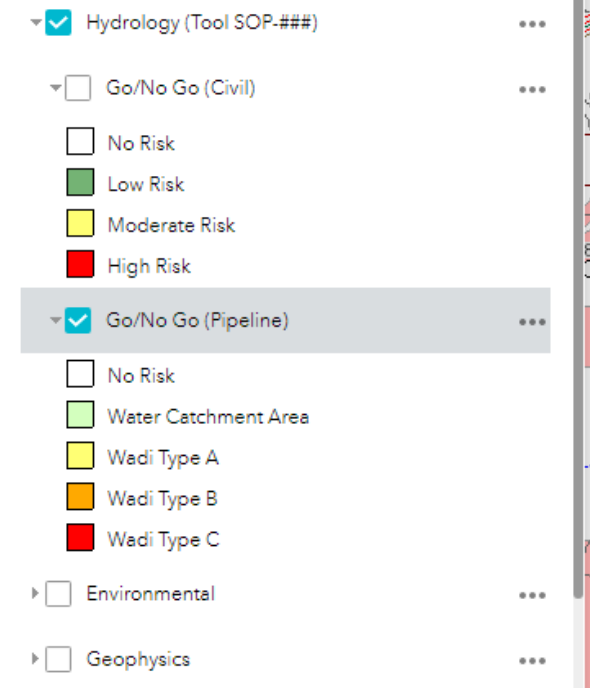 Hydrology (Tool SOP-###)
Go/No Go (Civil)
No Risk
Low Risk
Moderate Risk
High Risk
Go/No Go (Pipeline)
No Risk
Water Catchment Area
Wadi Type A
Wadi Type B
Wadi Type C
Environmental
Geophysics